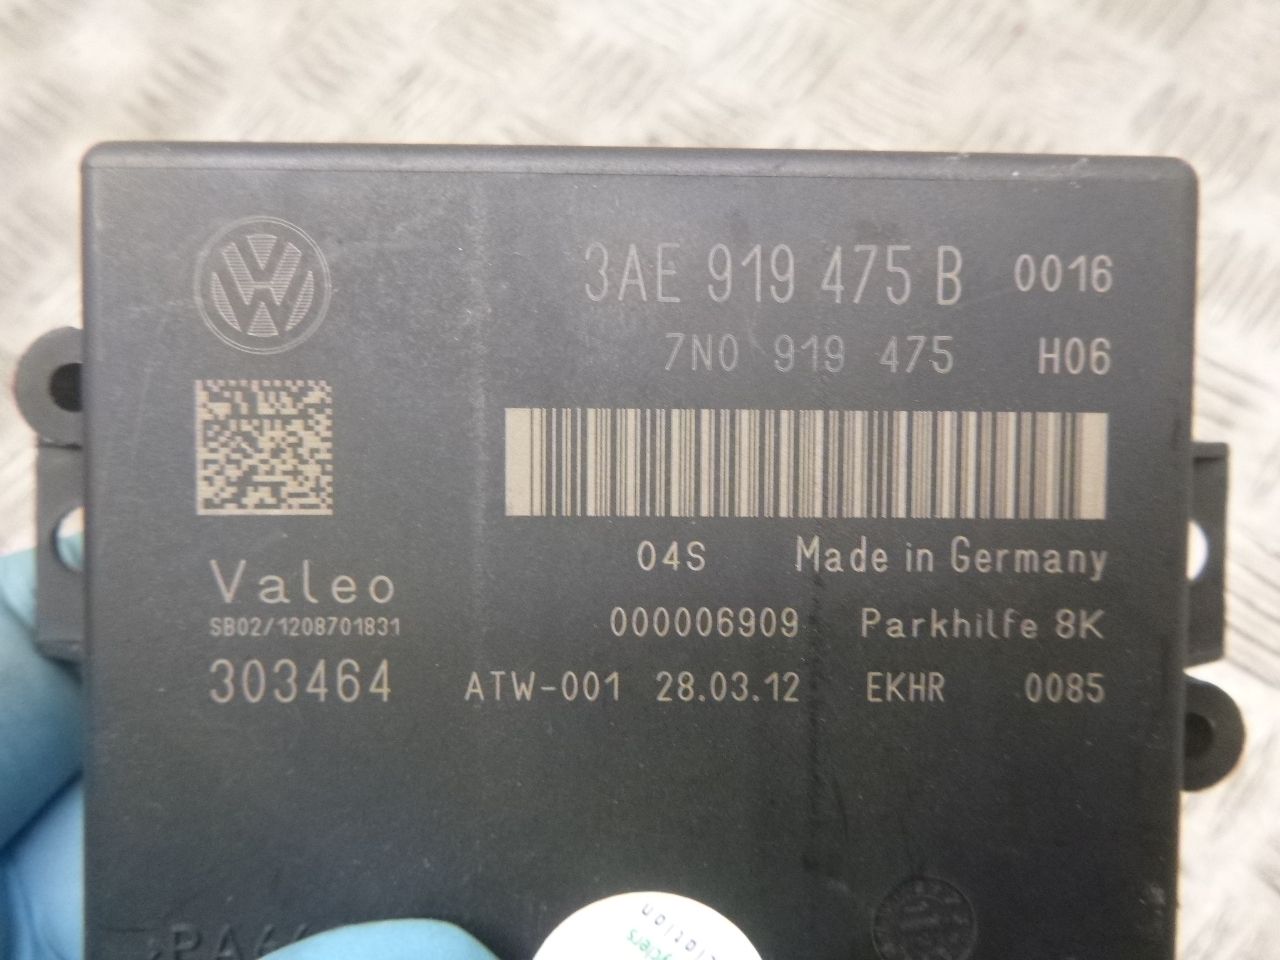 3AE 919 475 B 0016
7N0 919 475 H06
04S Made in Germany
Valeo
SB02/1208701831
000006909 Parkhilfe 8K
303464 ATW-001 28.03.12 EKHR 0085